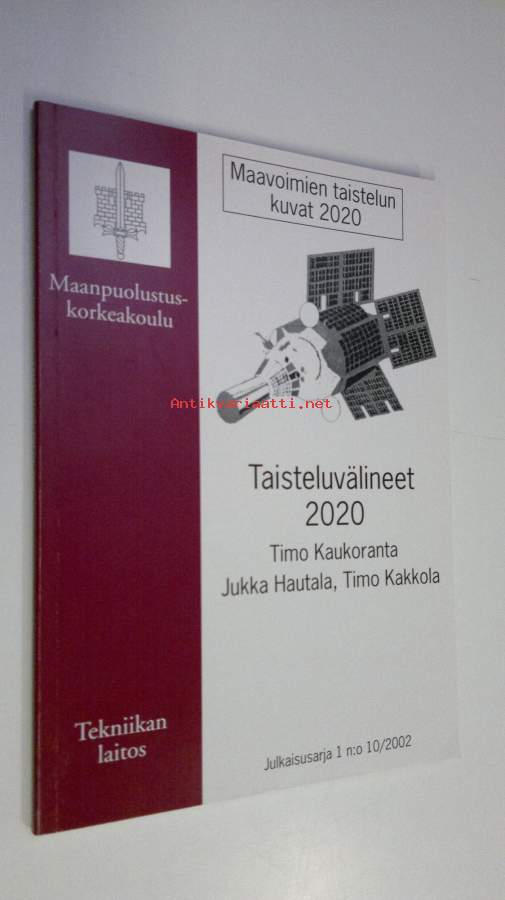 Maavoimien taistelun
kuvat 2020
Maanpuolustus-
korkeakoulu
Antikvariaatti.net
Taisteluvälineet
2020
Timo Kaukoranta
Jukka Hautala, Timo Kakkola
Tekniikan
laitos
Julkaisusarja 1 n:o 10/2002